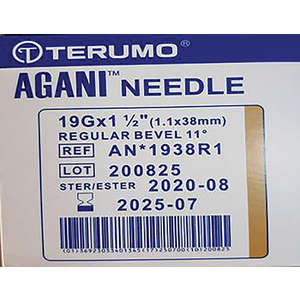 TERUMO
AGANI™ NEEDLE
19Gx1 ½" (1.1x38mm)
REGULAR BEVEL 11°
REF AN*1938R1
LOT 200825
STER/ESTER 2020-08
2025-07